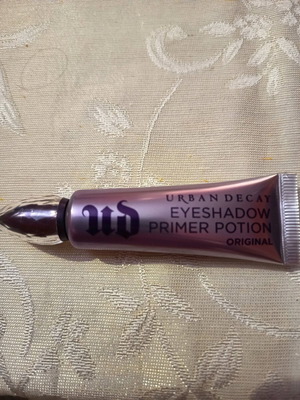 ud
URBAN DECAY
EYESHADOW
PRIMER POTION
ORIGINAL